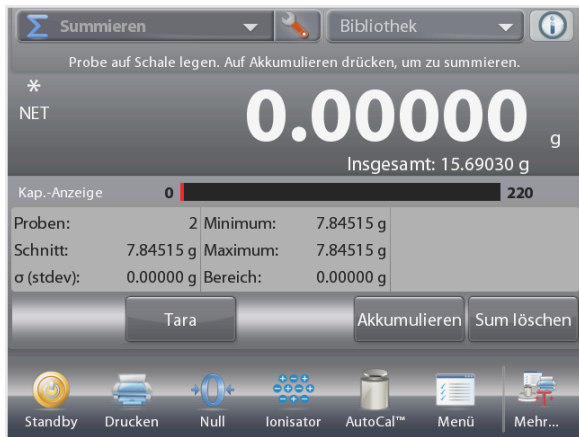 Summieren
Bibliothek
Probe auf Schale legen. Auf Akkumulieren drücken, um zu summieren.
*
NET
0.00000 g
Insgesamt: 15.69030 g
Kap.-Anzeige 0 220
Proben: 2 Minimum: 7.84515 g
Schnitt: 7.84515 g Maximum: 7.84515 g
σ (stdev): 0.00000 g Bereich: 0.00000 g
Tara Akkumulieren Sum löschen
Standby Drucken Null Ionisator AutoCal™ Menü Mehr...